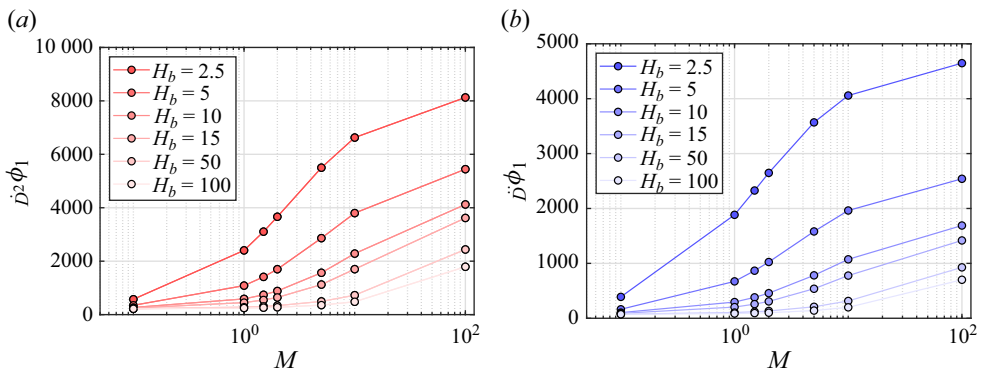 (a)
10 000
8000
6000
4000
2000
0
Ḋ²ϕ₁
H_b = 2.5
H_b = 5
H_b = 10
H_b = 15
H_b = 50
H_b = 100
10⁰
10²
M
(b)
5000
4000
3000
2000
1000
0
D̈ϕ₁
H_b = 2.5
H_b = 5
H_b = 10
H_b = 15
H_b = 50
H_b = 100
10⁰
10²
M